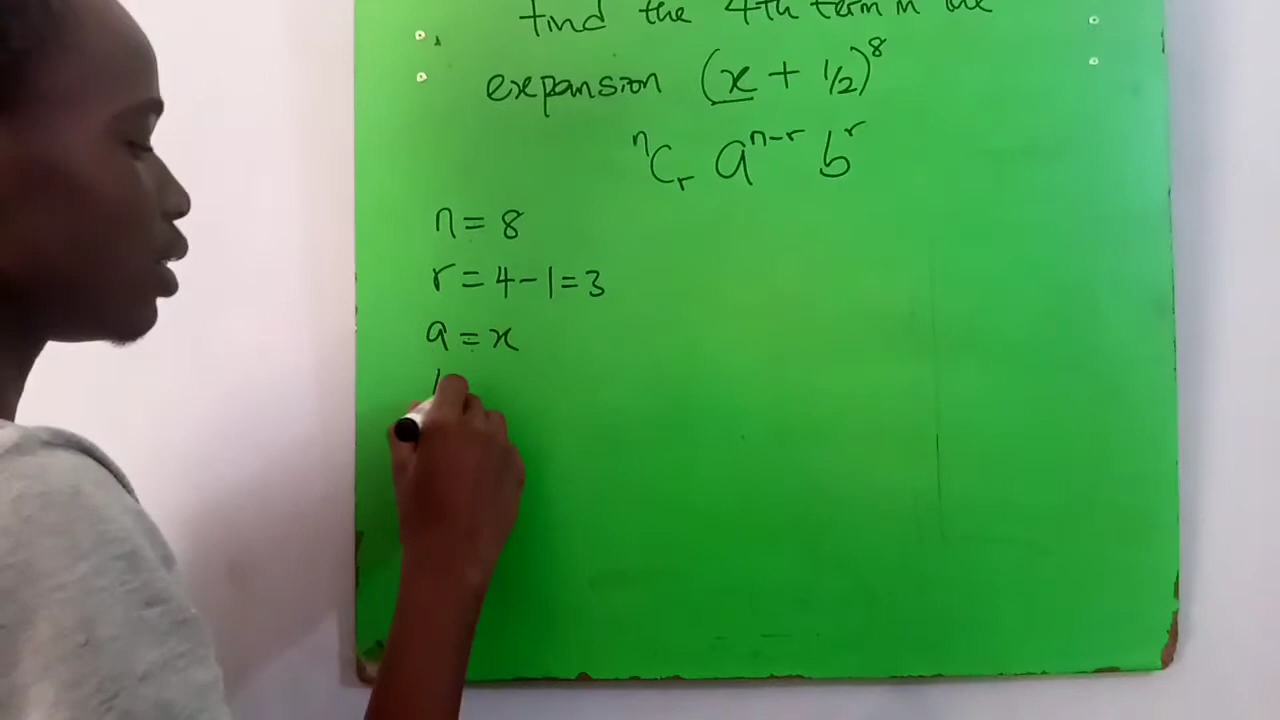 find the 4th term in the
expansion (x + 1/2)⁸
ⁿCᵣ aⁿ⁻ʳ bʳ
n = 8
r = 4-1=3
a = x